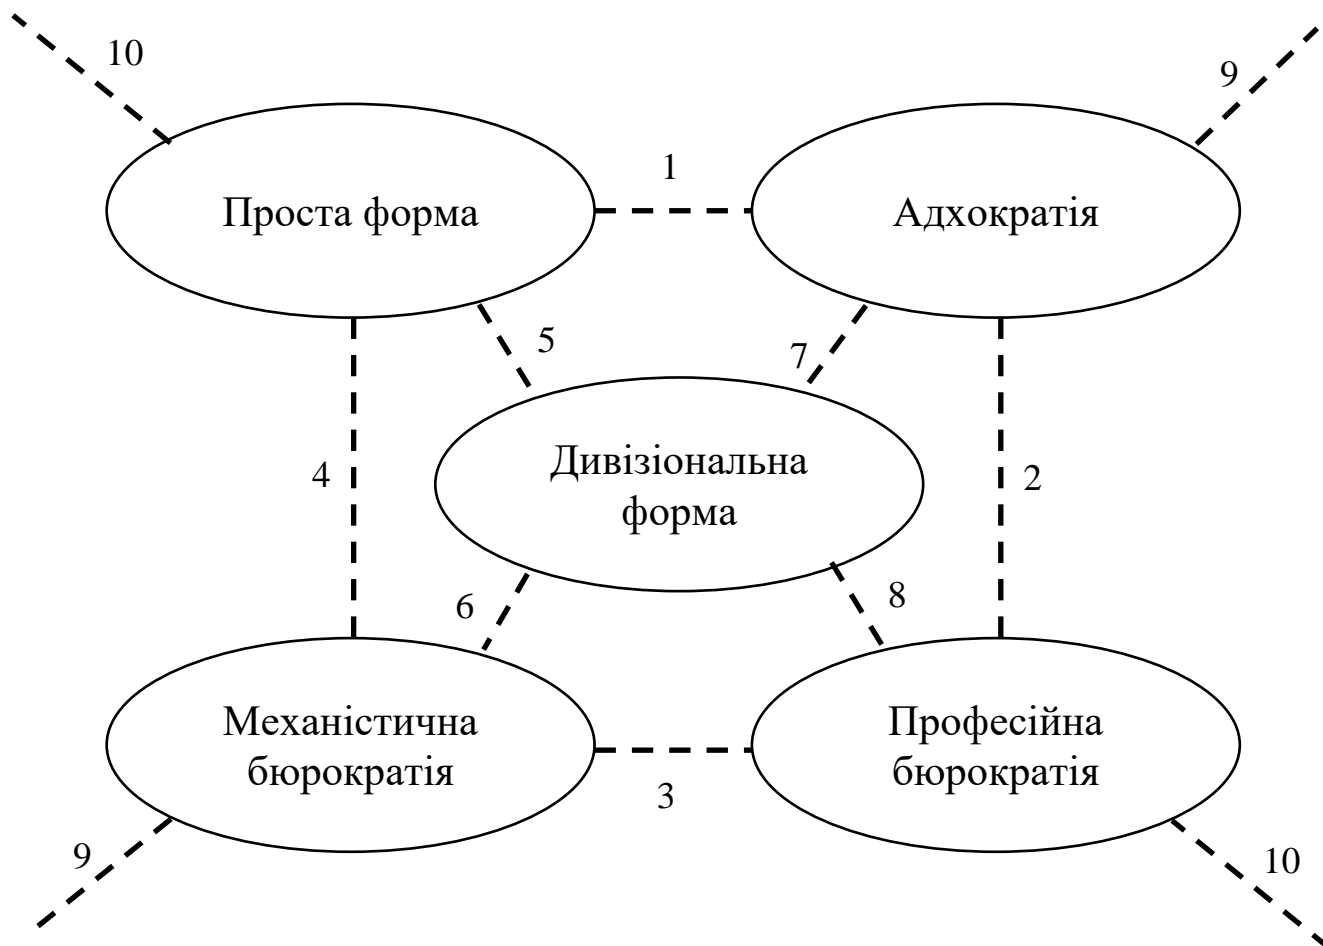 10
9
1
Проста форма
Адхократія
5
7
Дивізіональна
форма
4
2
6
8
Механістична
бюрократія
Професійна
бюрократія
3
9
10